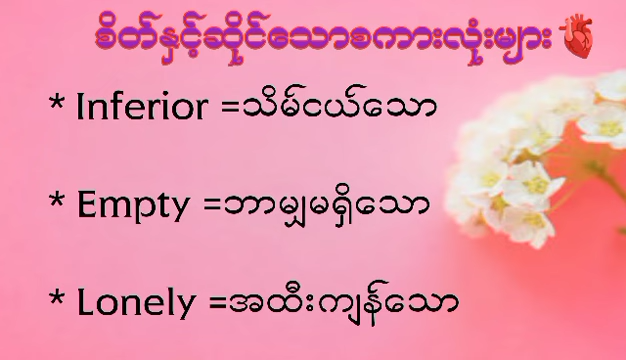 စိတ်နှင့်ဆိုင်သောစကားလုံးများ
* Inferior =သိမ်ငယ်သော
* Empty =ဘာမျှမရှိသော
* Lonely =အထီးကျန်သော